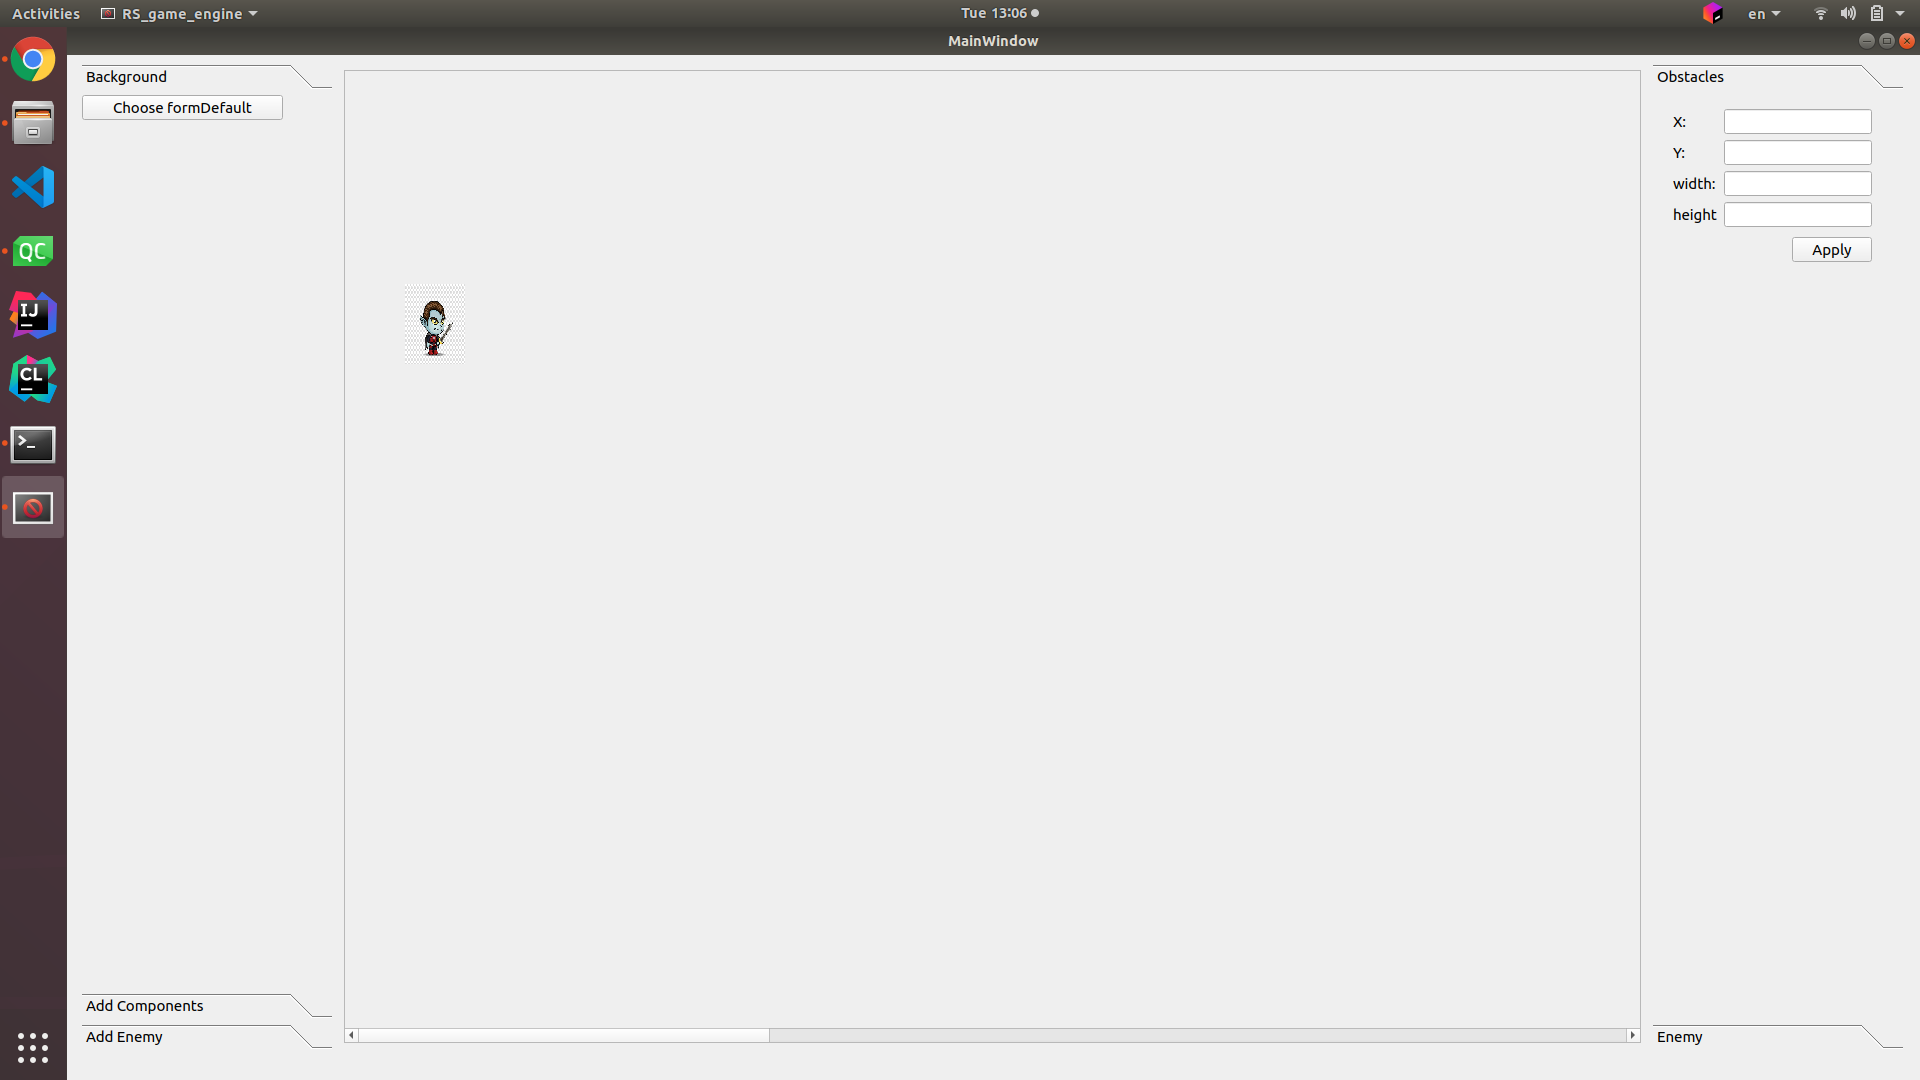 Activities
RS_game_engine
Tue 13:06
en
MainWindow
Background
Choose formDefault
Obstacles
X:
Y:
width:
height
Apply
QC
IJ
CL
>_
Add Components
Add Enemy
Enemy